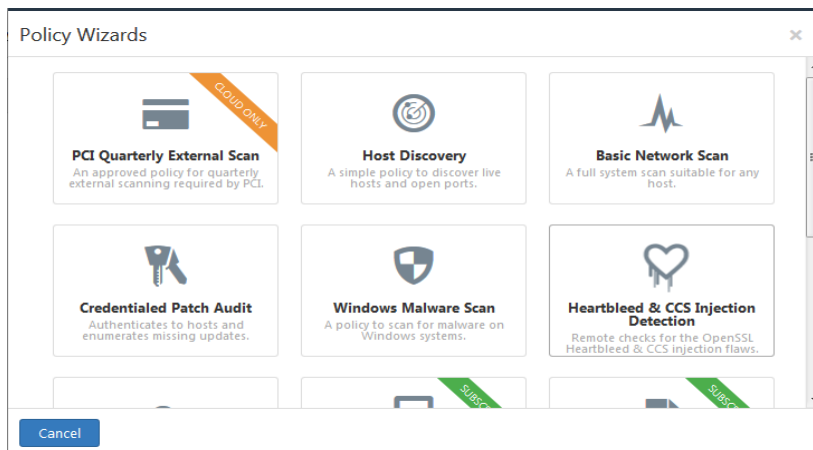 Policy Wizards
CLOUD ONLY
PCI Quarterly External Scan
An approved policy for quarterly
external scanning required by PCI.
Host Discovery
A simple policy to discover live
hosts and open ports.
Basic Network Scan
A full system scan suitable for any
host.
Credentialed Patch Audit
Authenticates to hosts and
enumerates missing updates.
Windows Malware Scan
A policy to scan for malware on
Windows systems.
Heartbleed & CCS Injection
Detection
Remote checks for the OpenSSL
Heartbleed & CCS injection flaws.
Cancel